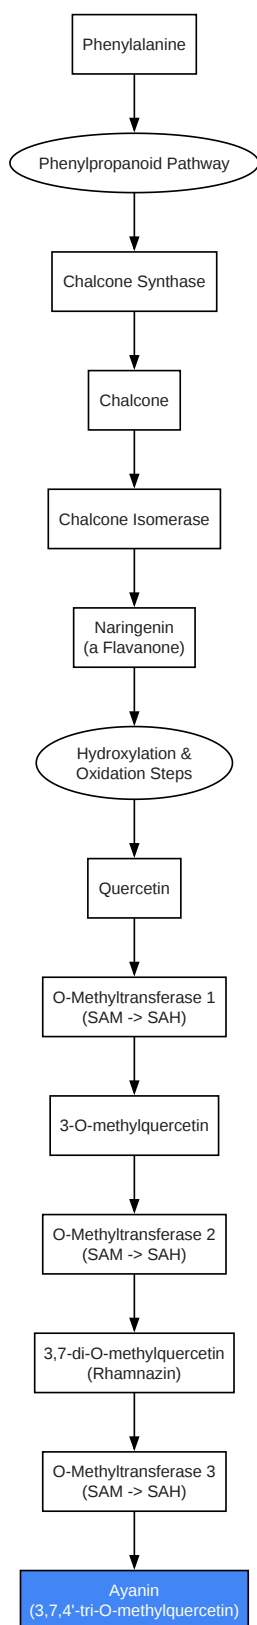 Phenylalanine
Phenylpropanoid Pathway
Chalcone Synthase
Chalcone
Chalcone Isomerase
Naringenin
(a Flavanone)
Hydroxylation &
Oxidation Steps
Quercetin
O-Methyltransferase 1
(SAM -> SAH)
3-O-methylquercetin
O-Methyltransferase 2
(SAM -> SAH)
3,7-di-O-methylquercetin
(Rhamnazin)
O-Methyltransferase 3
(SAM -> SAH)
Ayanin
(3,7,4'-tri-O-methylquercetin)